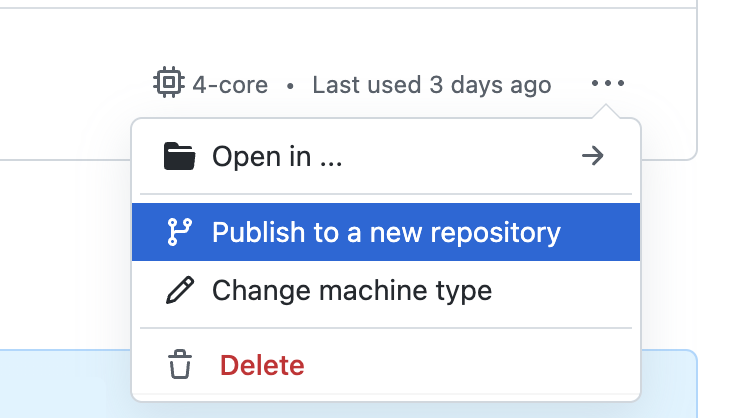 4-core • Last used 3 days ago ...
Open in ...
Publish to a new repository
Change machine type
Delete